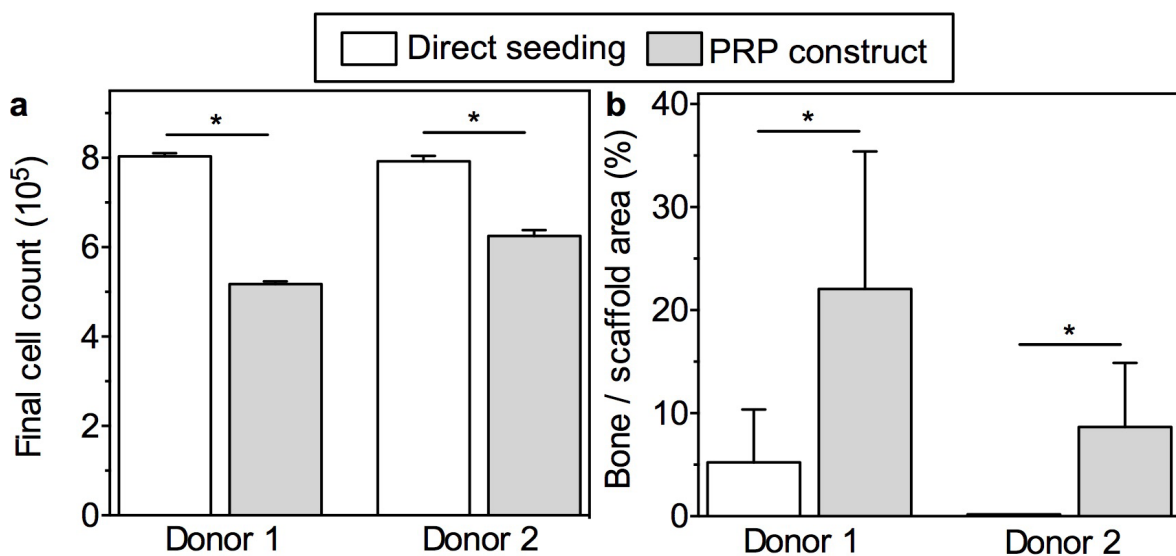 Direct seeding PRP construct
a
*
*
Final cell count (10⁵)
8
6
4
2
0
Donor 1 Donor 2
b
*
*
Bone / scaffold area (%)
40
30
20
10
0
Donor 1 Donor 2